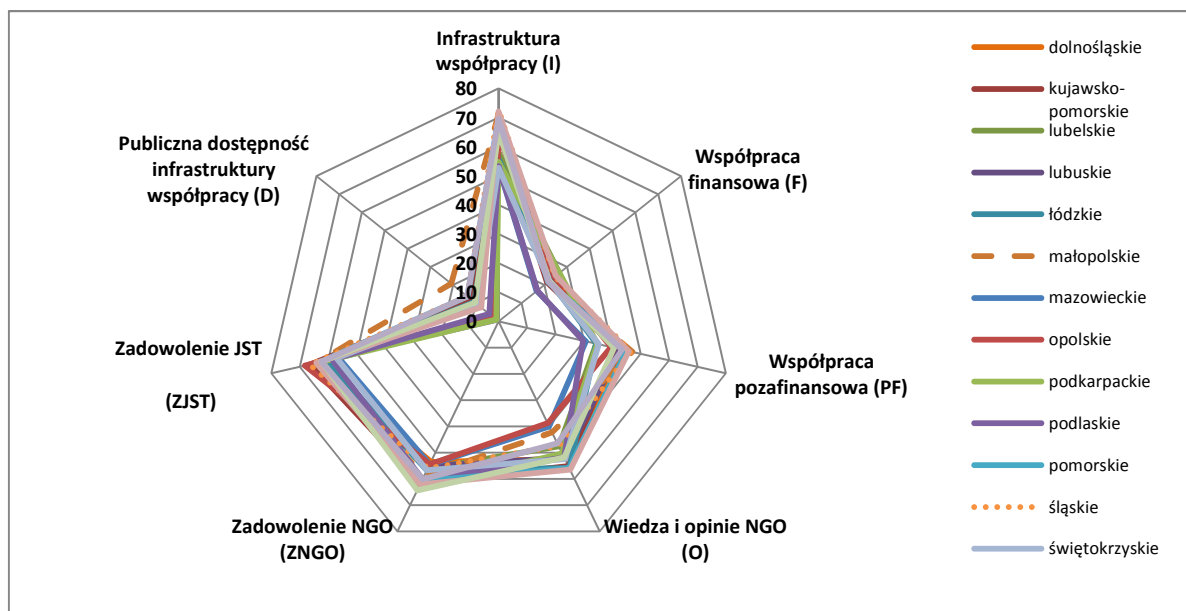 Infrastruktura
współpracy (I)
80
70
60
50
40
30
20
10
0
Współpraca
finansowa (F)
Współpraca
pozafinansowa (PF)
Wiedza i opinie NGO
(O)
Zadowolenie NGO
(ZNGO)
Zadowolenie JST
(ZJST)
Publiczna dostępność
infrastruktury
współpracy (D)
dolnośląskie
kujawsko-
pomorskie
lubelskie
lubuskie
łódzkie
małopolskie
mazowieckie
opolskie
podkarpackie
podlaskie
pomorskie
śląskie
świętokrzyskie